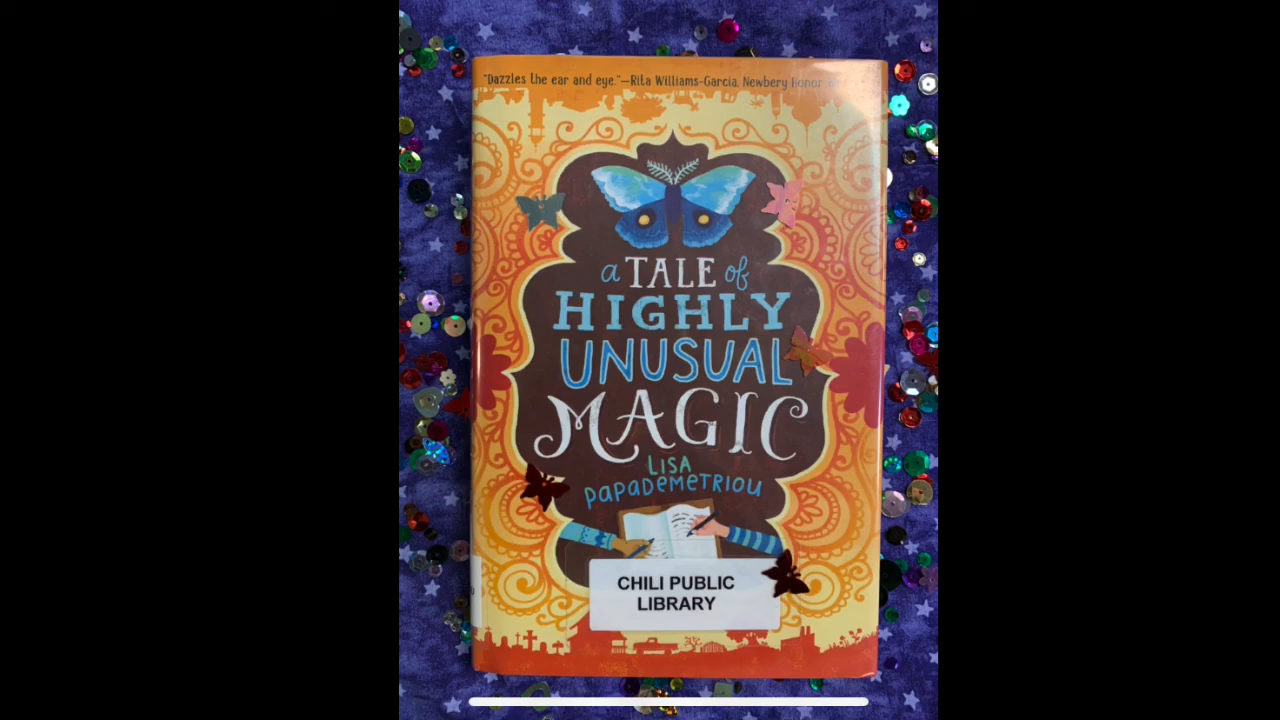 "Dazzles the ear and eye."—Rita Williams-Garcia, Newbery Honor
a TALE of
HIGHLY
UNUSUAL
MAGIC
LISA
PAPADEMETRIOU
CHILI PUBLIC
LIBRARY